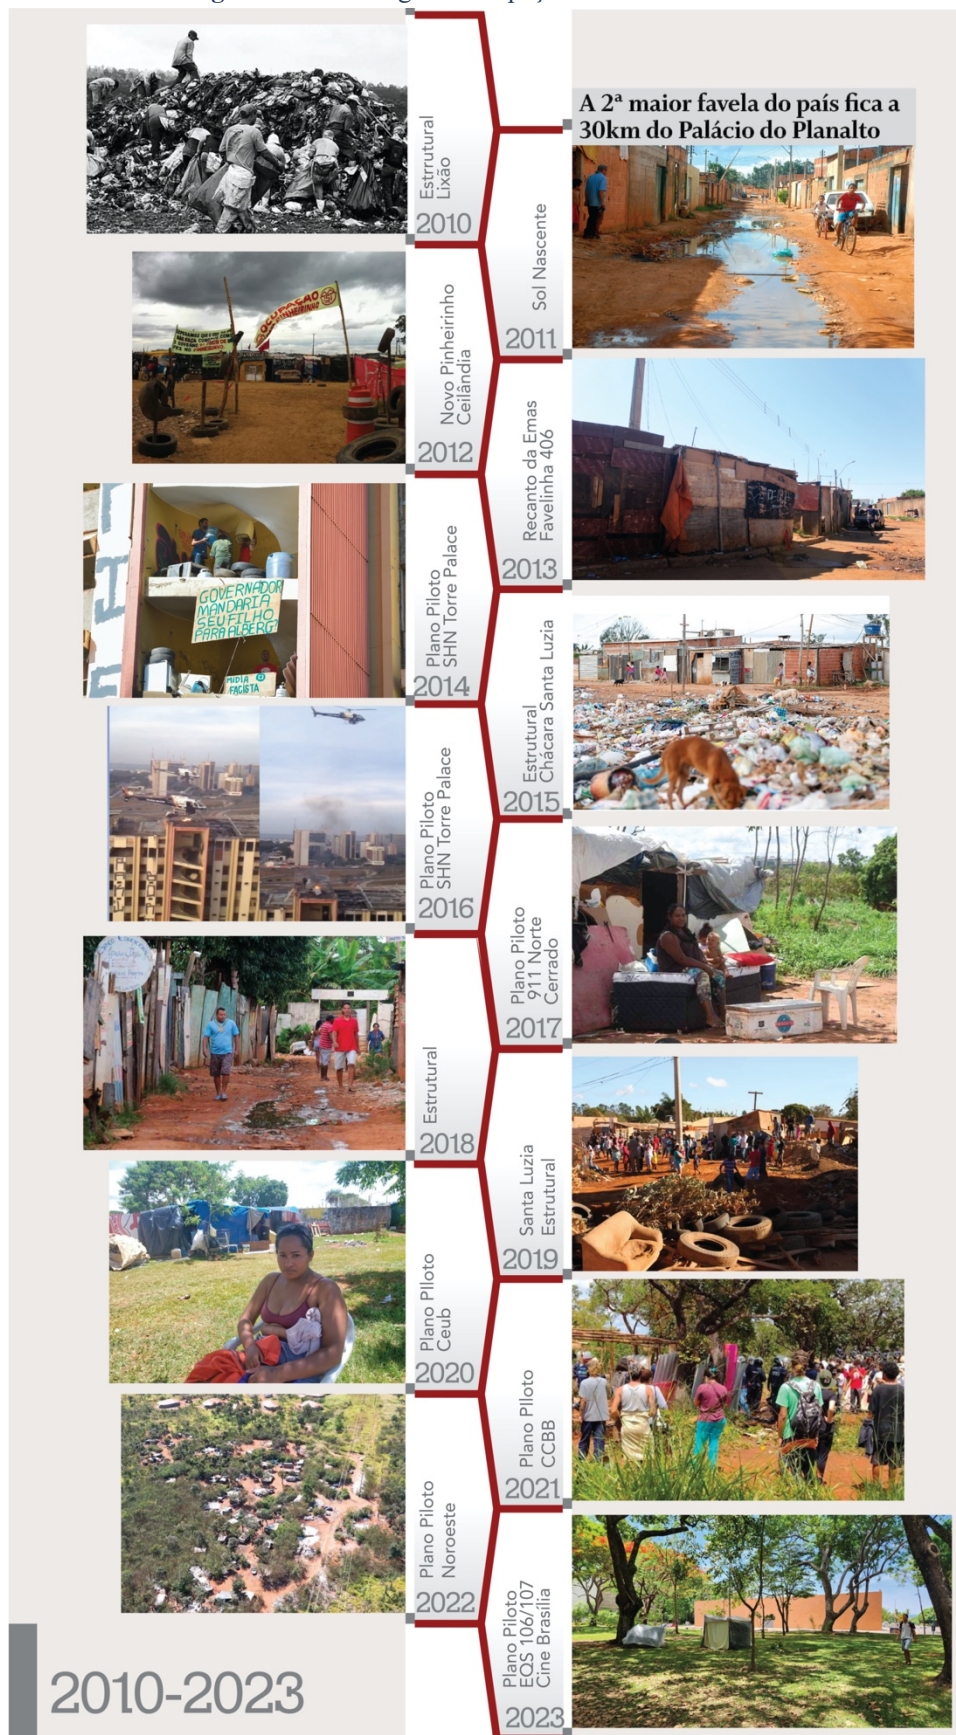 Estrrutural
Lixão
2010
A 2ª maior favela do país fica a
30km do Palácio do Planalto
Sol Nascente
2011
OCUPAÇÃO
PINHEIRINHO
Novo Pinheirinho
Ceilândia
2012
Recanto da Emas
Favelinha 406
2013
GOVERNADOR
MANDARIA
SEU FILHO
PARA ALBERG?
MIDIA
FACISTA
Plano Piloto
SHN Torre Palace
2014
Estrutural
Chácara Santa Luzia
2015
Plano Piloto
SHN Torre Palace
2016
Plano Piloto
911 Norte
Cerrado
2017
Estrutural
2018
Santa Luzia
Estrutural
2019
Plano PIloto
Ceub
2020
Plano PIloto
CCBB
2021
Plano Piloto
Noroeste
2022
Plano Piloto
EQS 106/107
Cine Brasília
2023
2010-2023